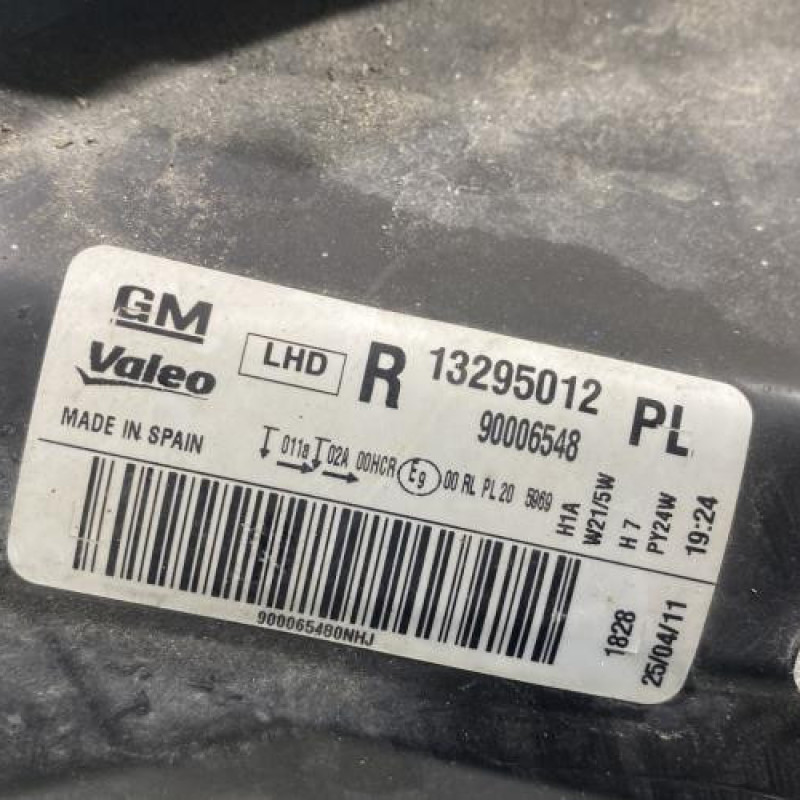 GM
Valeo
LHD
R
13295012
90006548
PL
MADE IN SPAIN
011a 02A 00HCR E9 00 RL PL 20 5969
H1A
W21/5W
H7
PY24W
19:24
900065480NHJ
1828
25/04/11